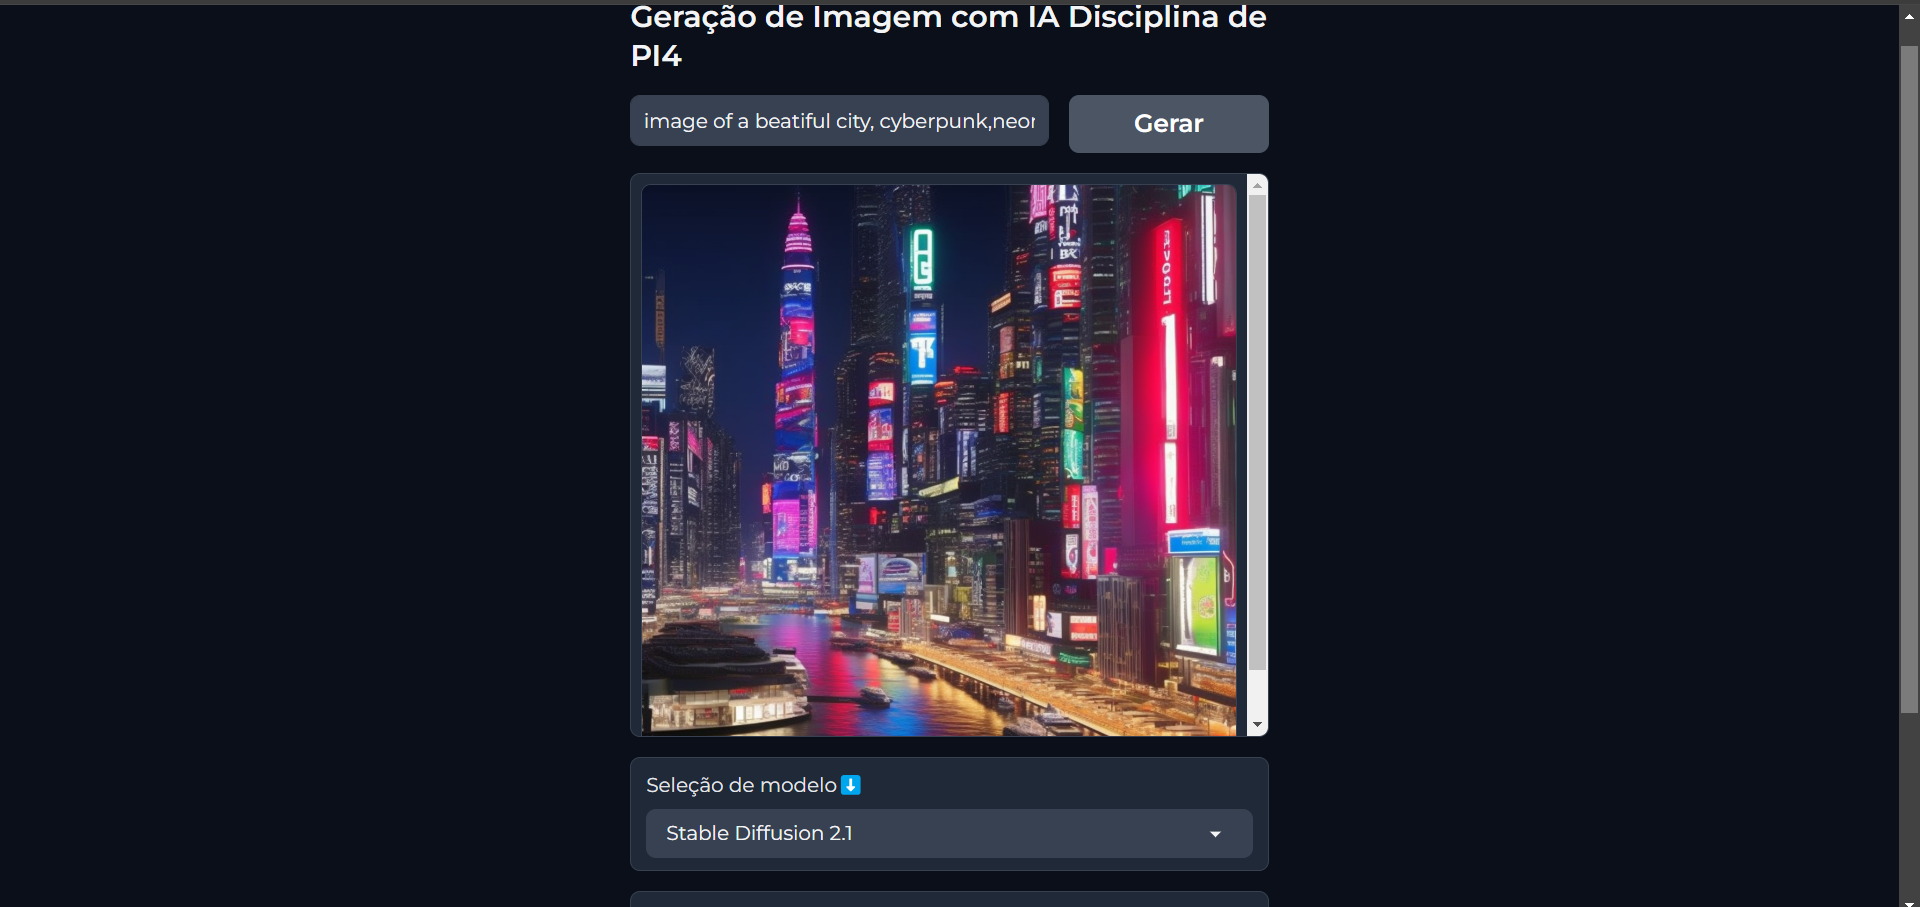 Geração de Imagem com IA Disciplina de
PI4
image of a beatiful city, cyberpunk,neon
Gerar
Seleção de modelo
Stable Diffusion 2.1